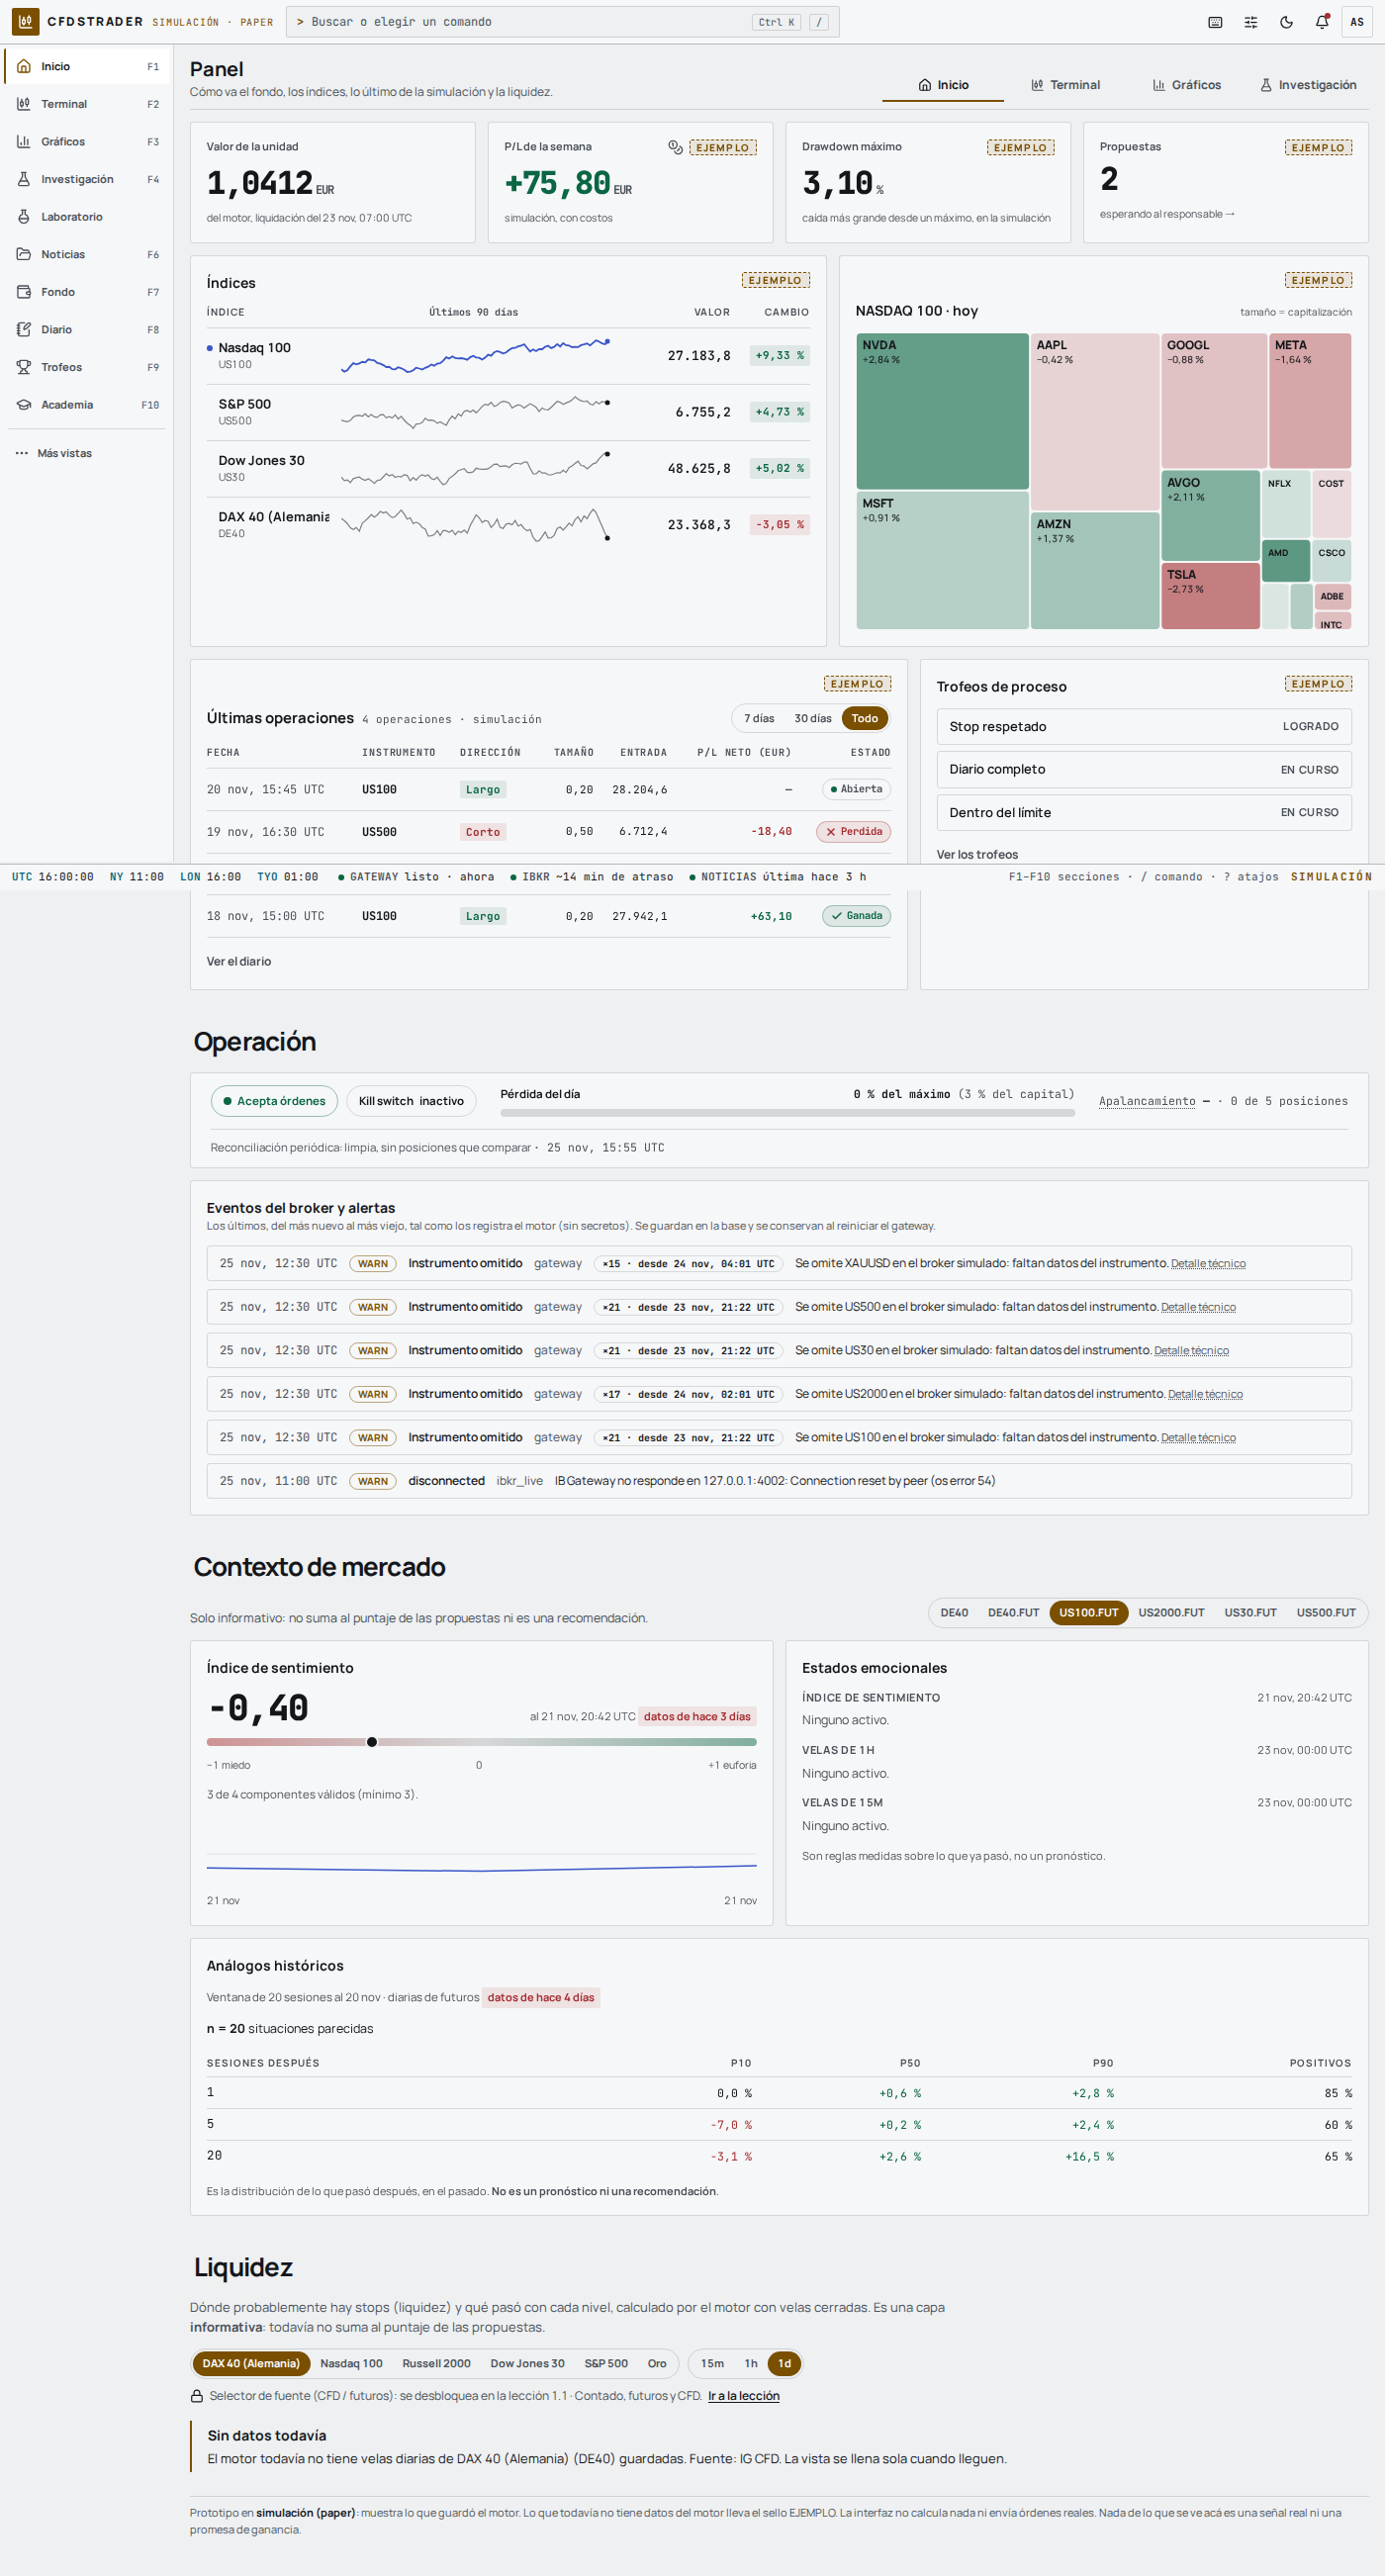 CFDSTRADER SIMULACIÓN · PAPER > Buscar o elegir un comando Ctrl K / AS
Inicio F1
Terminal F2
Gráficos F3
Investigación F4
Laboratorio
Noticias F6
Fondo F7
Diario F8
Trofeos F9
Academia F10
Más vistas
Panel
Cómo va el fondo, los índices, lo último de la simulación y la liquidez.
Inicio Terminal Gráficos Investigación
Valor de la unidad
1,0412 EUR
del motor, liquidación del 23 nov, 07:00 UTC
P/L de la semana EJEMPLO
+75,80 EUR
simulación, con costos
Drawdown máximo EJEMPLO
3,10 %
caída más grande desde un máximo, en la simulación
Propuestas EJEMPLO
2
esperando al responsable →
Índices EJEMPLO
ÍNDICE Últimos 90 días VALOR CAMBIO
Nasdaq 100 27.183,8 +9,33 %
US100
S&P 500 6.755,2 +4,73 %
US500
Dow Jones 30 48.625,8 +5,02 %
US30
DAX 40 (Alemania 23.368,3 -3,05 %
DE40
EJEMPLO
NASDAQ 100 · hoy tamaño = capitalización
NVDA
+2,84 %
AAPL
−0,42 %
GOOGL
−0,88 %
META
−1,64 %
MSFT
+0,91 %
AMZN
+1,37 %
AVGO
+2,11 %
NFLX
COST
AMD
CSCO
TSLA
−2,73 %
ADBE
INTC
EJEMPLO
Últimas operaciones 4 operaciones · simulación 7 días 30 días Todo
FECHA INSTRUMENTO DIRECCIÓN TAMAÑO ENTRADA P/L NETO (EUR) ESTADO
20 nov, 15:45 UTC US100 Largo 0,20 28.204,6 — Abierta
19 nov, 16:30 UTC US500 Corto 0,50 6.712,4 -18,40 Perdida
Trofeos de proceso EJEMPLO
Stop respetado LOGRADO
Diario completo EN CURSO
Dentro del límite EN CURSO
Ver los trofeos
UTC 16:00:00 NY 11:00 LON 16:00 TYO 01:00 GATEWAY listo · ahora IBKR ~14 min de atraso NOTICIAS última hace 3 h F1–F10 secciones · / comando · ? atajos SIMULACIÓN
18 nov, 15:00 UTC US100 Largo 0,20 27.942,1 +63,10 Ganada
Ver el diario
Operación
Acepta órdenes Kill switch inactivo Pérdida del día 0 % del máximo (3 % del capital) Apalancamiento — · 0 de 5 posiciones
Reconciliación periódica: limpia, sin posiciones que comparar · 25 nov, 15:55 UTC
Eventos del broker y alertas
Los últimos, del más nuevo al más viejo, tal como los registra el motor (sin secretos). Se guardan en la base y se conservan al reiniciar el gateway.
25 nov, 12:30 UTC WARN Instrumento omitido gateway ×15 · desde 24 nov, 04:01 UTC Se omite XAUUSD en el broker simulado: faltan datos del instrumento. Detalle técnico
25 nov, 12:30 UTC WARN Instrumento omitido gateway ×21 · desde 23 nov, 21:22 UTC Se omite US500 en el broker simulado: faltan datos del instrumento. Detalle técnico
25 nov, 12:30 UTC WARN Instrumento omitido gateway ×21 · desde 23 nov, 21:22 UTC Se omite US30 en el broker simulado: faltan datos del instrumento. Detalle técnico
25 nov, 12:30 UTC WARN Instrumento omitido gateway ×17 · desde 24 nov, 02:01 UTC Se omite US2000 en el broker simulado: faltan datos del instrumento. Detalle técnico
25 nov, 12:30 UTC WARN Instrumento omitido gateway ×21 · desde 23 nov, 21:22 UTC Se omite US100 en el broker simulado: faltan datos del instrumento. Detalle técnico
25 nov, 11:00 UTC WARN disconnected ibkr_live IB Gateway no responde en 127.0.0.1:4002: Connection reset by peer (os error 54)
Contexto de mercado
Solo informativo: no suma al puntaje de las propuestas ni es una recomendación.
DE40 DE40.FUT US100.FUT US2000.FUT US30.FUT US500.FUT
Índice de sentimiento
-0,40 al 21 nov, 20:42 UTC datos de hace 3 días
−1 miedo 0 +1 euforia
3 de 4 componentes válidos (mínimo 3).
21 nov 21 nov
Estados emocionales
ÍNDICE DE SENTIMIENTO 21 nov, 20:42 UTC
Ninguno activo.
VELAS DE 1H 23 nov, 00:00 UTC
Ninguno activo.
VELAS DE 15M 23 nov, 00:00 UTC
Ninguno activo.
Son reglas medidas sobre lo que ya pasó, no un pronóstico.
Análogos históricos
Ventana de 20 sesiones al 20 nov · diarias de futuros datos de hace 4 días
n = 20 situaciones parecidas
SESIONES DESPUÉS P10 P50 P90 POSITIVOS
1 0,0 % +0,6 % +2,8 % 85 %
5 -7,0 % +0,2 % +2,4 % 60 %
20 -3,1 % +2,6 % +16,5 % 65 %
Es la distribución de lo que pasó después, en el pasado. No es un pronóstico ni una recomendación.
Liquidez
Dónde probablemente hay stops (liquidez) y qué pasó con cada nivel, calculado por el motor con velas cerradas. Es una capa
informativa: todavía no suma al puntaje de las propuestas.
DAX 40 (Alemania) Nasdaq 100 Russell 2000 Dow Jones 30 S&P 500 Oro 15m 1h 1d
Selector de fuente (CFD / futuros): se desbloquea en la lección 1.1 · Contado, futuros y CFD. Ir a la lección
Sin datos todavía
El motor todavía no tiene velas diarias de DAX 40 (Alemania) (DE40) guardadas. Fuente: IG CFD. La vista se llena sola cuando lleguen.
Prototipo en simulación (paper): muestra lo que guardó el motor. Lo que todavía no tiene datos del motor lleva el sello EJEMPLO. La interfaz no calcula nada ni envía órdenes reales. Nada de lo que se ve acá es una señal real ni una
promesa de ganancia.